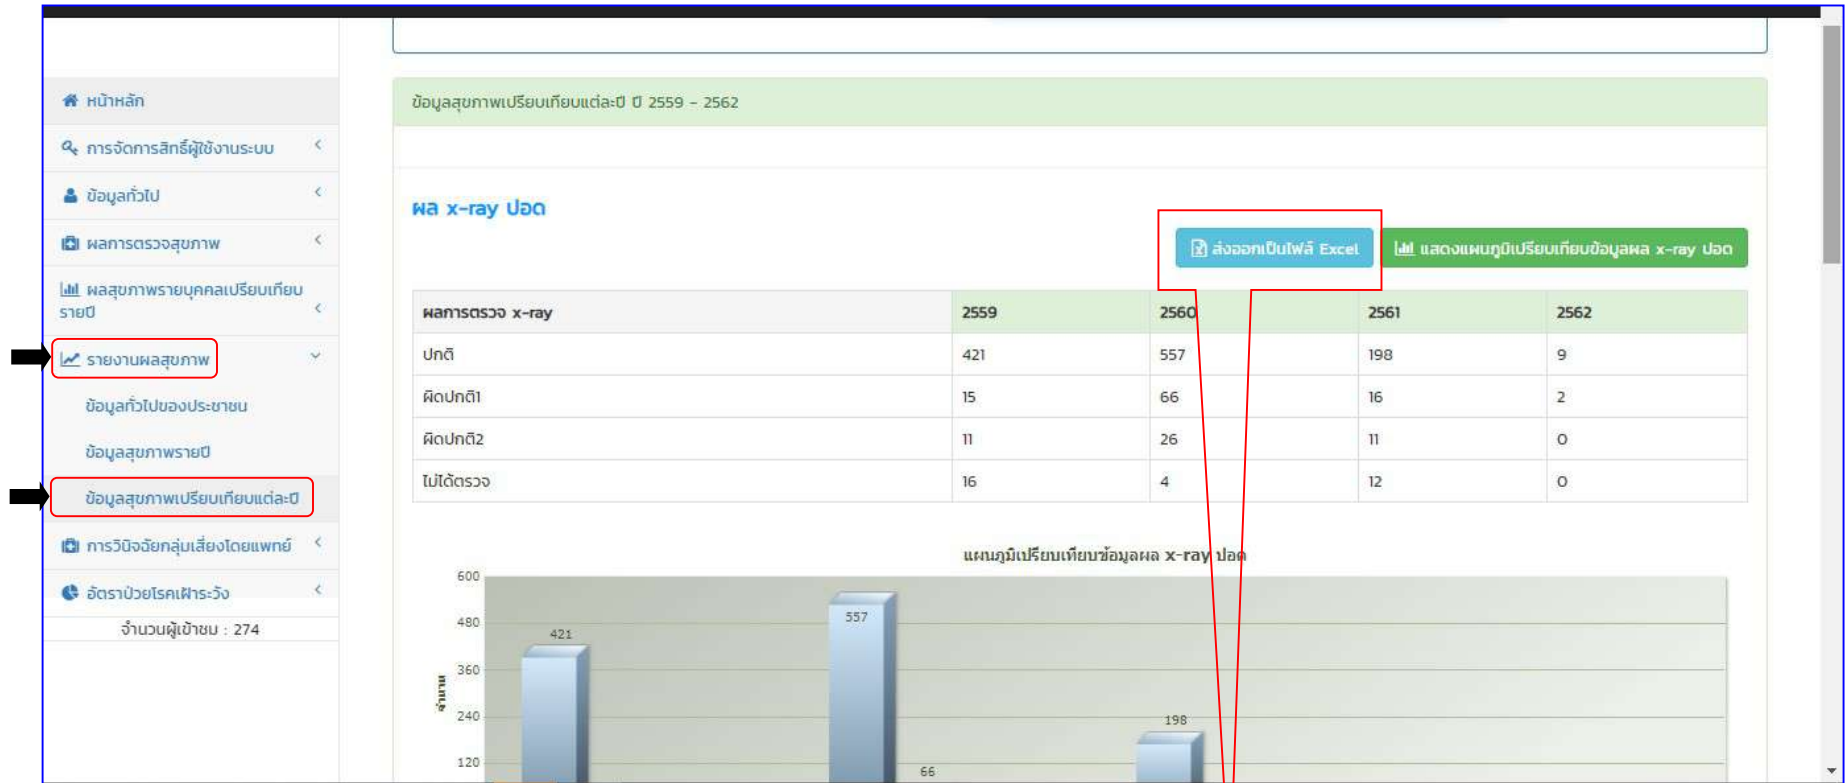 หน้าหลัก
การจัดการสิทธิ์ผู้ใช้งานระบบ
ข้อมูลทั่วไป
ผลการตรวจสุขภาพ
ผลสุขภาพรายบุคคลเปรียบเทียบ
รายปี
รายงานผลสุขภาพ
ข้อมูลทั่วไปของประชาชน
ข้อมูลสุขภาพรายปี
ข้อมูลสุขภาพเปรียบเทียบแต่ละปี
การวินิจฉัยกลุ่มเสี่ยงโดยแพทย์
อัตราป่วยโรคเฝ้าระวัง
จำนวนผู้เข้าชม : 274
ข้อมูลสุขภาพเปรียบเทียบแต่ละปี ปี 2559 - 2562
ผล x-ray ปอด
ส่งออกเป็นไฟล์ Excel แสดงแผนภูมิเปรียบเทียบข้อมูลผล x-ray ปอด
ผลการตรวจ x-ray 2559 2560 2561 2562
ปกติ 421 557 198 9
ผิดปกติ1 15 66 16 2
ผิดปกติ2 11 26 11 0
ไม่ได้ตรวจ 16 4 12 0
แผนภูมิเปรียบเทียบข้อมูลผล x-ray ปอด
600
480
360
240
120
จำนวน
421
557
66
198